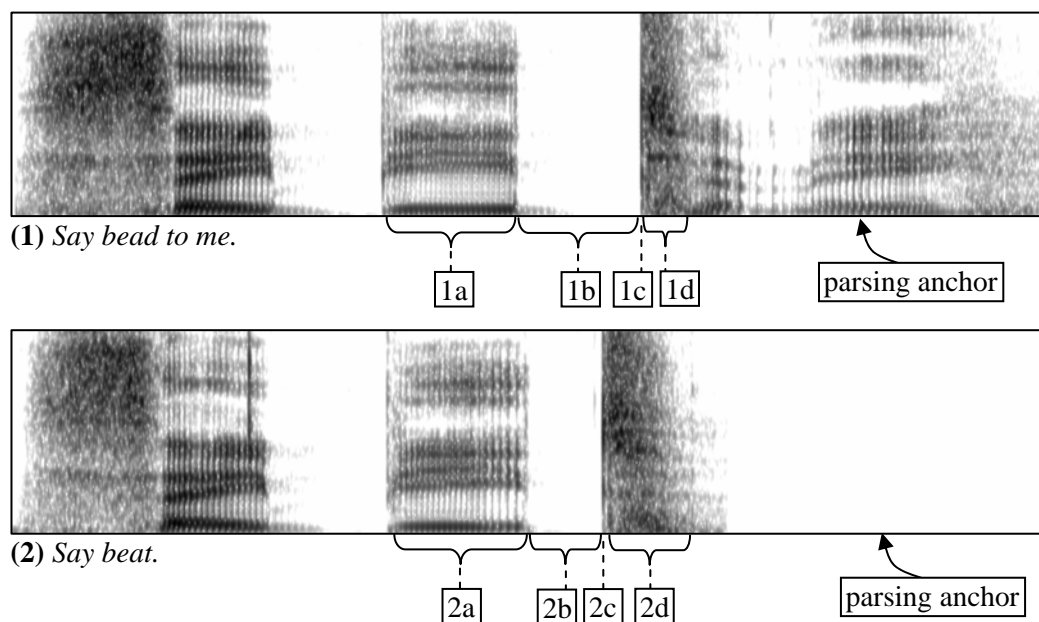 (1) Say bead to me.
1a 1b 1c 1d parsing anchor
(2) Say beat.
2a 2b 2c 2d parsing anchor